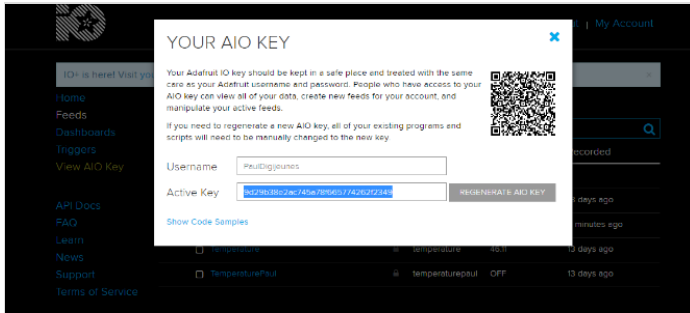 My Account
YOUR AIO KEY
IO+ is here! Visit
Your Adafruit IO key should be kept in a safe place and treated with the same
care as your Adafruit username and password. People who have access to your
AIO key can view all of your data, create new feeds for your account, and
manipulate your active feeds.
If you need to regenerate a new AIO key, all of your existing programs and
scripts will need to be manually changed to the new key.
Home
Feeds
Dashboards
Triggers
View AIO Key
Username
PaulDigijeunes
Active Key
REGENERATE AIO KEY
Show Code Samples
API Docs
FAQ
Learn
News
Support
Terms of Service
ecorded
days ago
minutes ago
Temperature temperature 46.11 13 days ago
TemperaturePaul temperaturepaul OFF 13 days ago